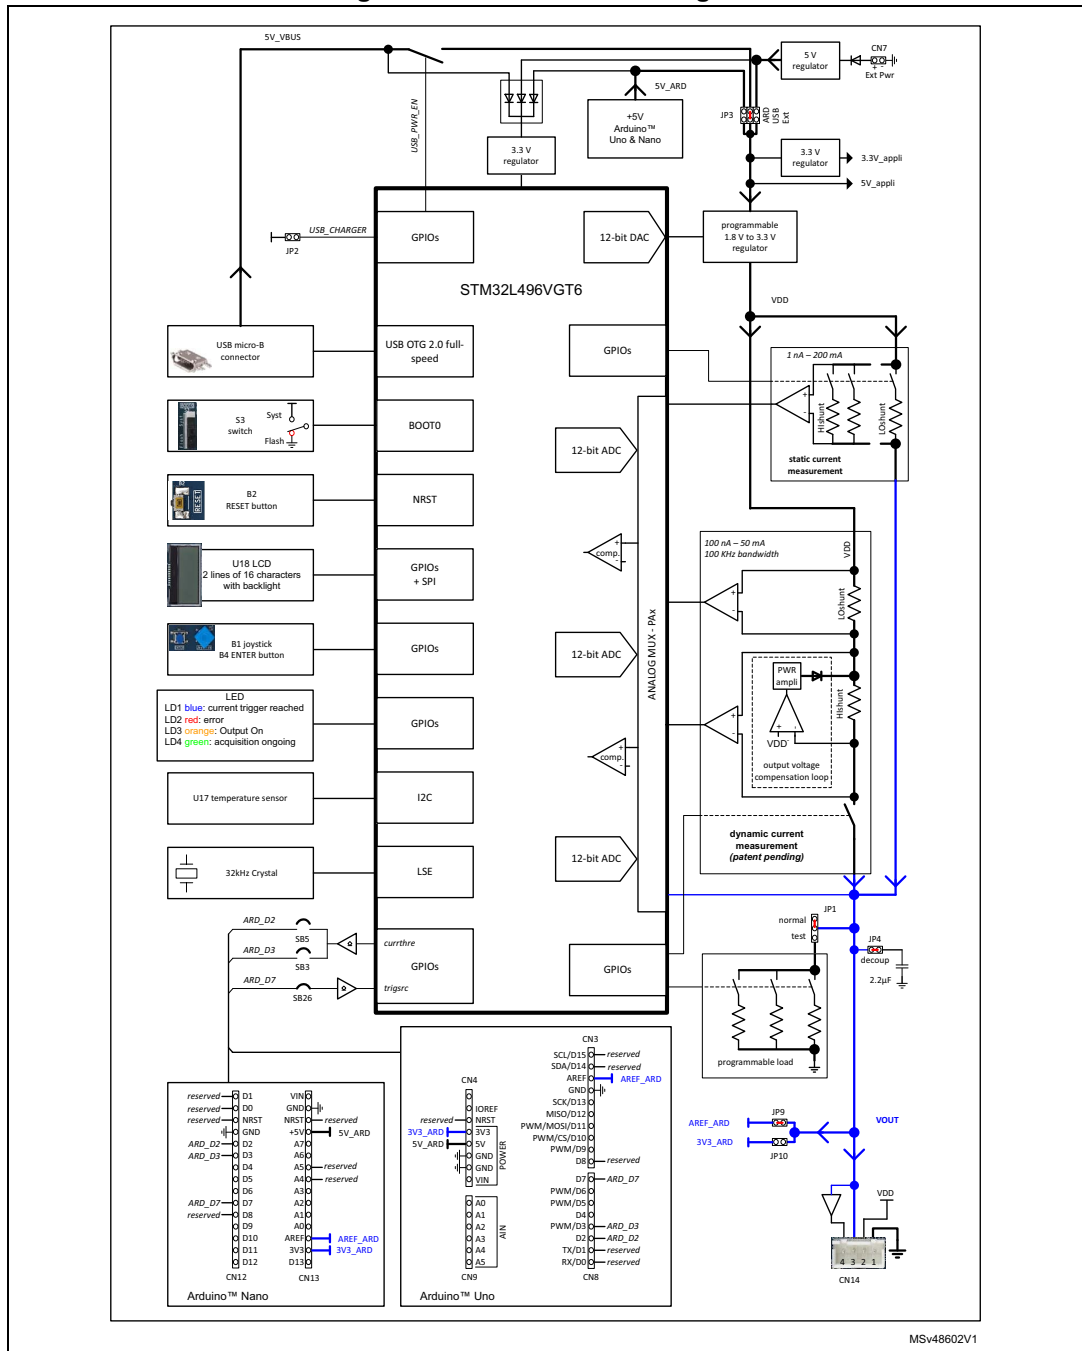 5V_VBUS
5 V
regulator
CN7
+ -
Ext Pwr
5V_ARD
USB_PWR_EN
+5V
Arduino™
Uno & Nano
JP3
ARD
USB
Ext
3.3 V
regulator
3.3 V
regulator
3.3V_appli
5V_appli
USB_CHARGER
JP2
GPIOs
12-bit DAC
programmable
1.8 V to 3.3 V
regulator
STM32L496VGT6
VDD
USB micro-B
connector
USB OTG 2.0 full-
speed
GPIOs
1 nA – 200 mA
+
-
HIshunt
LOshunt
static current
measurement
S3
switch
Syst
Flash
BOOT0
12-bit ADC
B2
RESET button
RESET
NRST
100 nA – 50 mA
100 KHz bandwidth
VDD
comp.
+
-
U18 LCD
2 lines of 16 characters
with backlight
GPIOs
+ SPI
+
-
LOshunt
B1 joystick
B4 ENTER button
GPIOs
12-bit ADC
ANALOG MUX - PAx
PWR
ampli
HIshunt
+
-
+ -
VDD
output voltage
compensation loop
LED
LD1 blue: current trigger reached
LD2 red: error
LD3 orange: Output On
LD4 green: acquisition ongoing
GPIOs
comp.
+
-
U17 temperature sensor
I2C
dynamic current
measurement
(patent pending)
32kHz Crystal
LSE
12-bit ADC
ARD_D2
SB5
ARD_D3
SB3
ARD_D7
SB26
currthre
GPIOs
trigsrc
GPIOs
JP1
normal
test
JP4
decoup
2.2µF
programmable load
CN3
SCL/D15 reserved
SDA/D14 reserved
AREF AREF_ARD
GND
SCK/D13
MISO/D12
PWM/MOSI/D11
PWM/CS/D10
PWM/D9
D8 reserved
D7 ARD_D7
PWM/D6
PWM/D5
D4
PWM/D3 ARD_D3
D2 ARD_D2
TX/D1 reserved
RX/D0 reserved
CN8
CN4
IOREF
reserved NRST
3V3_ARD 3V3
5V_ARD 5V
GND
GND
VIN
POWER
A0
A1
A2
A3
A4
A5
AIN
CN9
Arduino™ Uno
reserved D1
reserved D0
reserved NRST
GND
ARD_D2 D2
ARD_D3 D3
D4
D5
D6
ARD_D7 D7
reserved D8
D9
D10
D11
D12
CN12
VIN
GND
NRST reserved
+5V 5V_ARD
A7
A6
A5 reserved
A4 reserved
A3
A2
A1
A0
AREF AREF_ARD
3V3 3V3_ARD
D13
CN13
Arduino™ Nano
AREF_ARD
JP9
3V3_ARD
JP10
VOUT
VDD
4 3 2 1
CN14
MSv48602V1